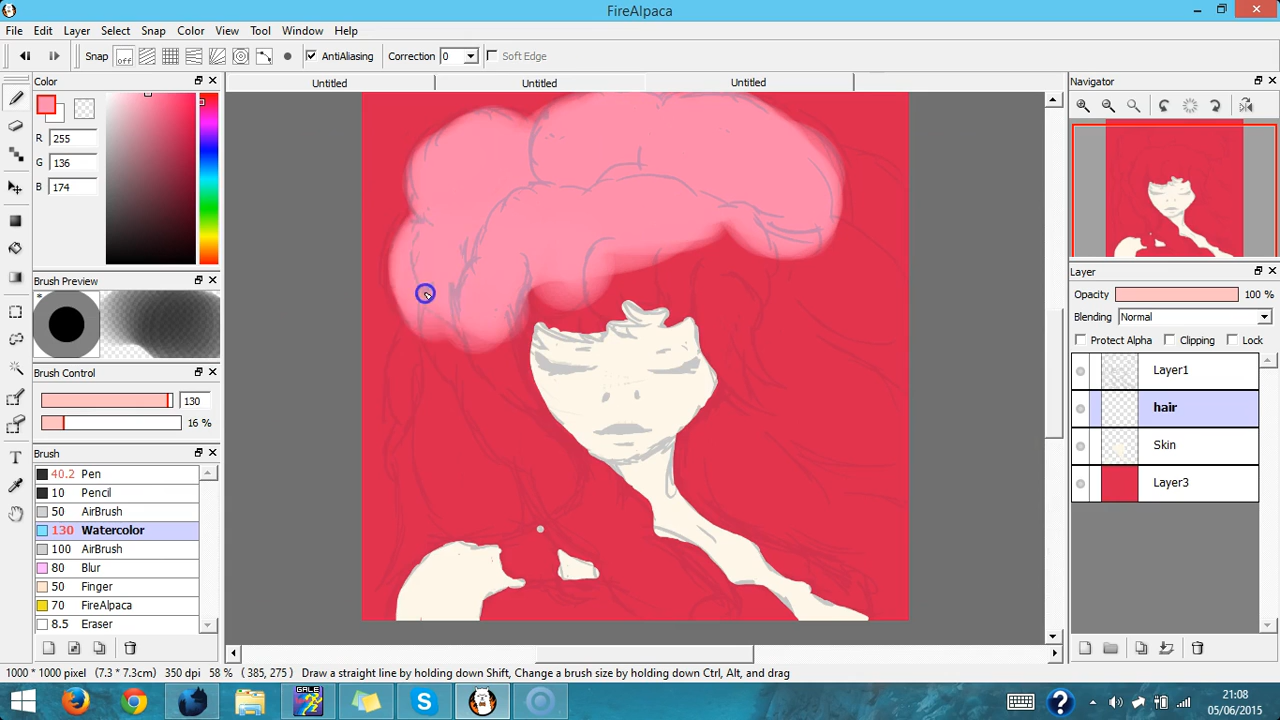 FireAlpaca
File Edit Layer Select Snap Color View Tool Window Help
Snap OFF AntiAliasing Correction 0 Soft Edge
Color
Untitled Untitled Untitled
Navigator
R 255
G 136
B 174
Brush Preview
*
Layer
Opacity 100 %
Blending Normal
Protect Alpha Clipping Lock
Brush Control
130
16 %
Layer1
hair
Skin
Layer3
Brush
40.2 Pen
10 Pencil
50 AirBrush
130 Watercolor
100 AirBrush
80 Blur
50 Finger
70 FireAlpaca
8.5 Eraser
1000 * 1000 pixel (7.3 * 7.3cm) 350 dpi 58 % ( 385, 275 ) Draw a straight line by holding down Shift, Change a brush size by holding down Ctrl, Alt, and drag
GALE
21:08
05/06/2015